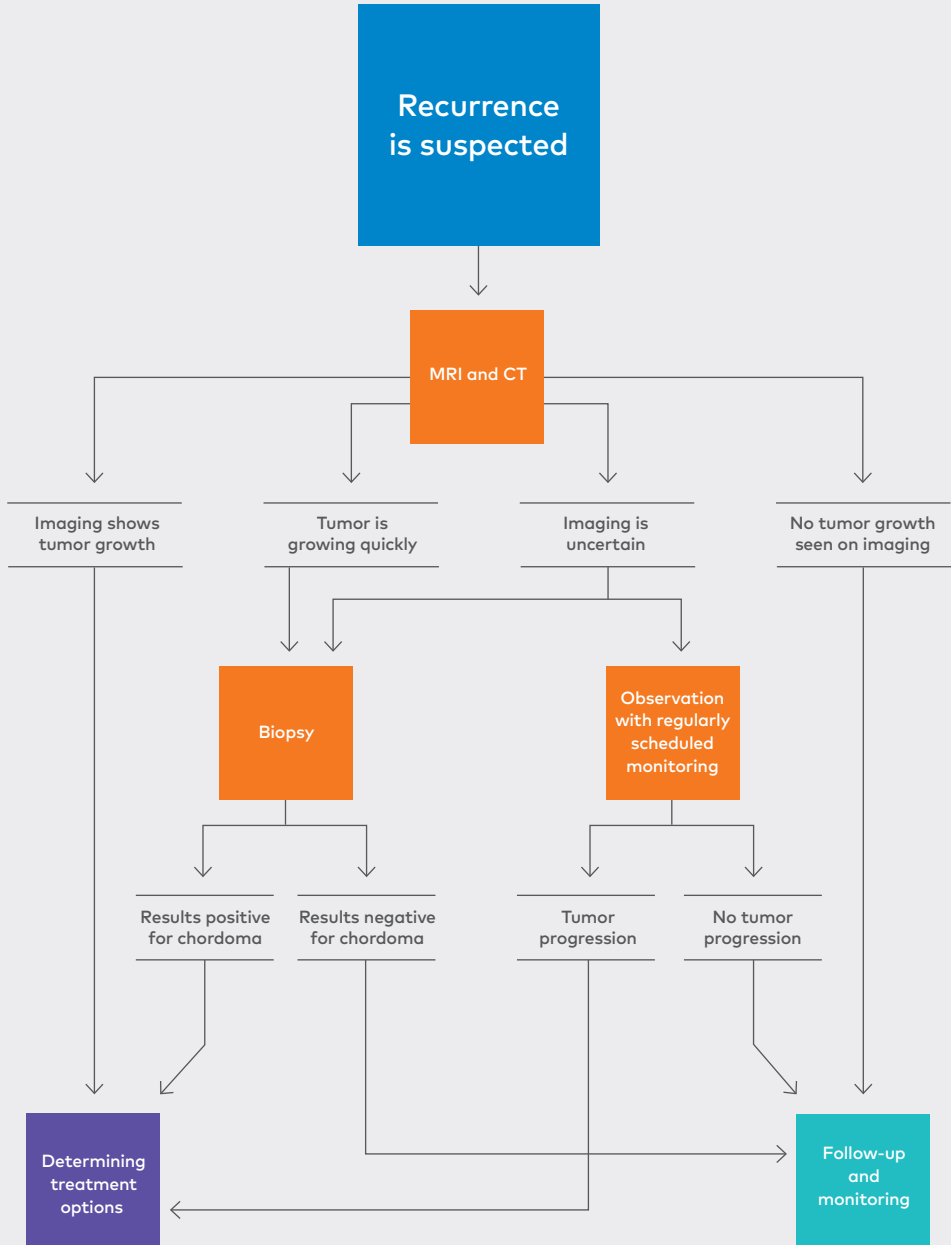 Recurrence
is suspected
MRI and CT
Imaging shows
tumor growth
Tumor is
growing quickly
Imaging is
uncertain
No tumor growth
seen on imaging
Biopsy
Observation
with regularly
scheduled
monitoring
Results positive
for chordoma
Results negative
for chordoma
Tumor
progression
No tumor
progression
Determining
treatment
options
Follow-up
and
monitoring